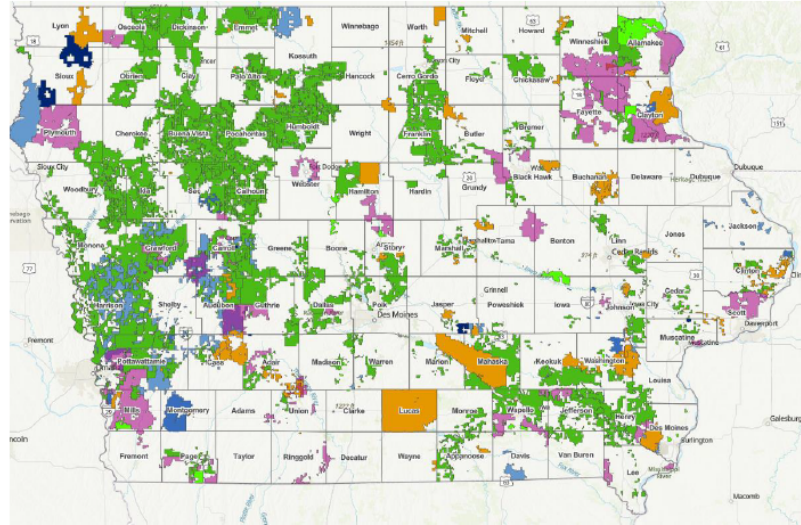 Lyon
Osceola
Dickinson
Emmet
Winnebago
Worth
Mitchell
Howard
Winneshiek
Allamakee
Kossuth
Sioux
Obrien
Clay
Palo Alto
Hancock
Cerro Gordo
Floyd
Chickasaw
Plymouth
Cherokee
Buena Vista
Pocahontas
Humboldt
Wright
Franklin
Butler
Bremer
Fayette
Clayton
Sioux City
Woodbury
Ida
Sac
Calhoun
Webster
Hamilton
Hardin
Grundy
Black Hawk
Buchanan
Delaware
Dubuque
Dubuque
Monona
Crawford
Carroll
Greene
Boone
Story
Marshall
Tama
Benton
Linn
Cedar Rapids
Jones
Jackson
Clinton
Harrison
Shelby
Audubon
Guthrie
Dallas
Polk
Des Moines
Jasper
Grinnell
Poweshiek
Iowa
Johnson
Iowa City
Cedar
Scott
Davenport
Muscatine
Fremont
Pottawattamie
Cass
Adair
Madison
Warren
Marion
Mahaska
Keokuk
Washington
Louisa
Mills
Montgomery
Adams
Union
Clarke
Lucas
Monroe
Wapello
Jefferson
Henry
Des Moines
Burlington
Galesburg
Fremont
Page
Taylor
Ringgold
Decatur
Wayne
Appanoose
Davis
Van Buren
Lee
Macomb